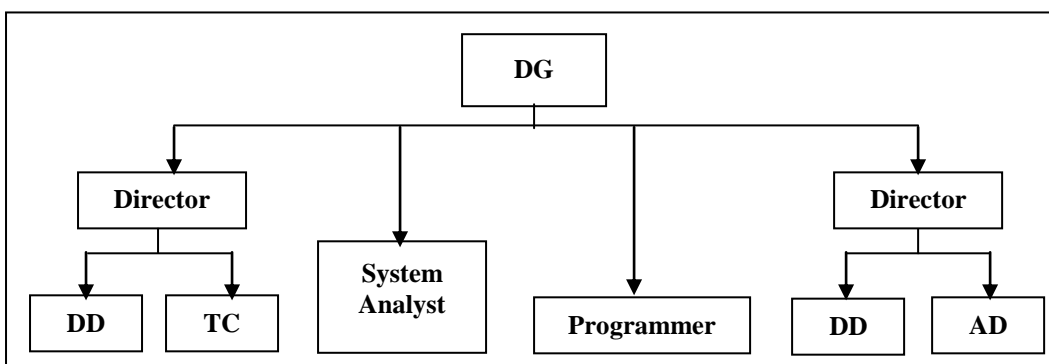 DG
Director
Director
System
Analyst
Programmer
DD
TC
DD
AD